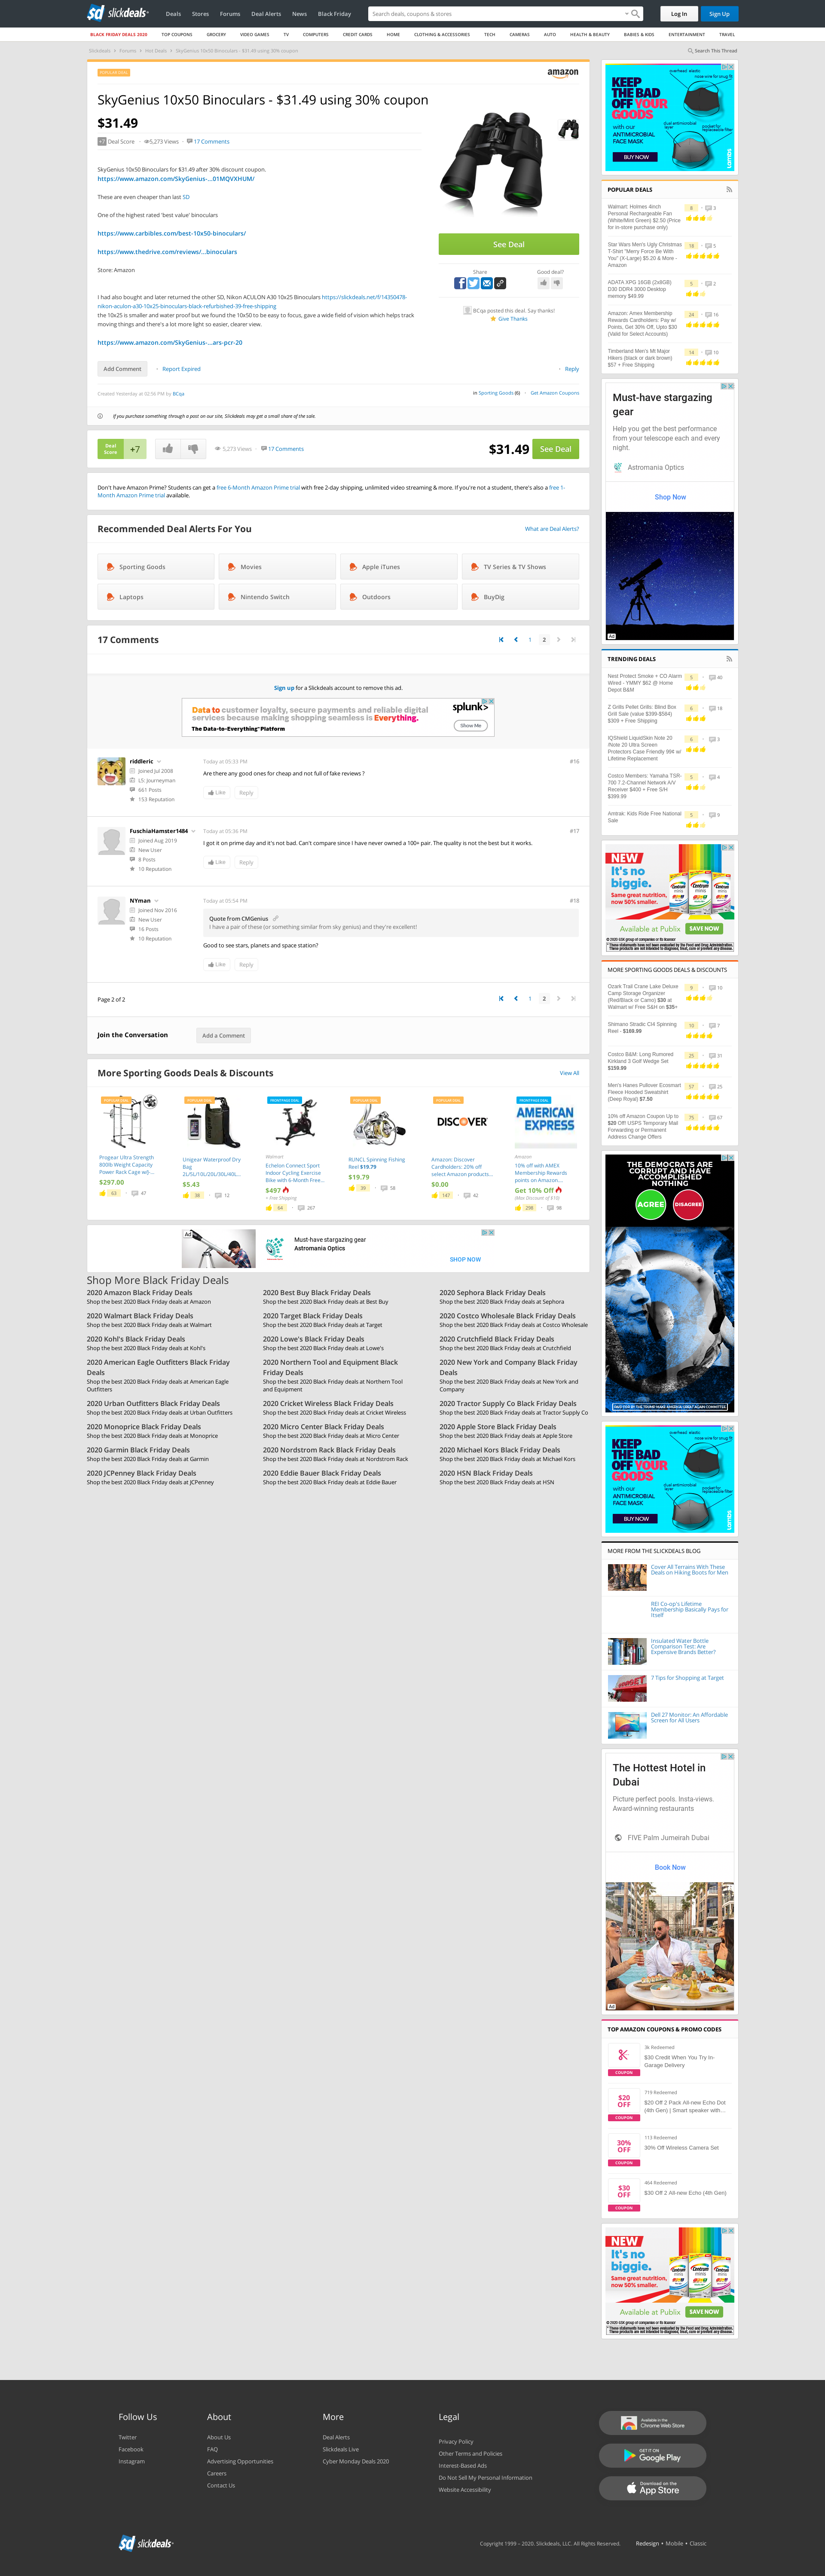 sd slickdeals
Deals Stores Forums Deal Alerts News Black Friday
Search deals, coupons & stores
Log In Sign Up
BLACK FRIDAY DEALS 2020 TOP COUPONS GROCERY VIDEO GAMES TV COMPUTERS CREDIT CARDS HOME CLOTHING & ACCESSORIES TECH CAMERAS AUTO HEALTH & BEAUTY BABIES & KIDS ENTERTAINMENT TRAVEL
Slickdeals Forums Hot Deals SkyGenius 10x50 Binoculars - $31.49 using 30% coupon
Search This Thread
POPULAR DEAL
amazon
SkyGenius 10x50 Binoculars - $31.49 using 30% coupon
$31.49
+7 Deal Score 5,273 Views 17 Comments
SkyGenius 10x50 Binoculars for $31.49 after 30% discount coupon.
https://www.amazon.com/SkyGenius-...01MQVXHUM/
These are even cheaper than last SD
One of the highest rated 'best value' binoculars
https://www.carbibles.com/best-10x50-binoculars/
https://www.thedrive.com/reviews/...binoculars
Store: Amazon
I had also bought and later returned the other SD, Nikon ACULON A30 10x25 Binoculars https://slickdeals.net/f/14350478-
nikon-aculon-a30-10x25-binoculars-black-refurbished-39-free-shipping
the 10x25 is smaller and water proof but we found the 10x50 to be easy to focus, gave a wide field of vision which helps track
moving things and there's a lot more light so easier, clearer view.
https://www.amazon.com/SkyGenius-...ars-pcr-20
See Deal
Share
Good deal?
BCqa posted this deal. Say thanks!
Give Thanks
Add Comment Report Expired
Reply
Created Yesterday at 02:56 PM by BCqa
in Sporting Goods (6) Get Amazon Coupons
If you purchase something through a post on our site, Slickdeals may get a small share of the sale.
Deal
Score
+7
5,273 Views 17 Comments
$31.49 See Deal
Don't have Amazon Prime? Students can get a free 6-Month Amazon Prime trial with free 2-day shipping, unlimited video streaming & more. If you're not a student, there's also a free 1-
Month Amazon Prime trial available.
Recommended Deal Alerts For You
What are Deal Alerts?
Sporting Goods Movies Apple iTunes TV Series & TV Shows
Laptops Nintendo Switch Outdoors BuyDig
17 Comments
1 2
Sign up for a Slickdeals account to remove this ad.
Data to correct customer issues before they're reported. digital
services because making shopping seamless is Everything.
The Data-to-Everything Platform
splunk>
Show Me
riddleric
Joined Jul 2008
L5: Journeyman
661 Posts
153 Reputation
Today at 05:33 PM
#16
Are there any good ones for cheap and not full of fake reviews ?
Like Reply
FuschiaHamster1484
Joined Aug 2019
New User
8 Posts
10 Reputation
Today at 05:36 PM
#17
I got it on prime day and it's not bad. Can't compare since I have never owned a 100× pair. The quality is not the best but it works.
Like Reply
NYman
Joined Nov 2016
New User
16 Posts
10 Reputation
Today at 05:54 PM
#18
Quote from CMGenius
I have a pair of these (or something similar from sky genius) and they're excellent!
Good to see stars, planets and space station?
Like Reply
Page 2 of 2
1 2
Join the Conversation
Add a Comment
More Sporting Goods Deals & Discounts
View All
Progear Ultra Strength
800lb Weight Capacity
Power Rack Cage w/J-...
$297.00
63 47
Unigear Waterproof Dry
Bag
2L/5L/10L/20L/30L/40L...
$5.43
38 12
Walmart
Echelon Connect Sport
Indoor Cycling Exercise
Bike with 6-Month Free...
$497
+ Free Shipping
64 267
RUNCL Spinning Fishing
Reel $19.79
$19.79
30 58
DISCOVER
Amazon: Discover
Cardholders: 20% off
select Amazon products...
$0.00
147 42
AMERICAN
EXPRESS
Amazon
10% off with AMEX
Membership Rewards
points on Amazon...
Get 10% Off
(Max Discount of $15)
298 98
Ad
Must-have stargazing gear
Astromania Optics
SHOP NOW
Shop More Black Friday Deals
2020 Amazon Black Friday Deals
Shop the best 2020 Black Friday deals at Amazon
2020 Best Buy Black Friday Deals
Shop the best 2020 Black Friday deals at Best Buy
2020 Sephora Black Friday Deals
Shop the best 2020 Black Friday deals at Sephora
2020 Walmart Black Friday Deals
Shop the best 2020 Black Friday deals at Walmart
2020 Target Black Friday Deals
Shop the best 2020 Black Friday deals at Target
2020 Costco Wholesale Black Friday Deals
Shop the best 2020 Black Friday deals at Costco Wholesale
2020 Kohl's Black Friday Deals
Shop the best 2020 Black Friday deals at Kohl's
2020 Lowe's Black Friday Deals
Shop the best 2020 Black Friday deals at Lowe's
2020 Crutchfield Black Friday Deals
Shop the best 2020 Black Friday deals at Crutchfield
2020 American Eagle Outfitters Black Friday
Deals
Shop the best 2020 Black Friday deals at American Eagle
Outfitters
2020 Northern Tool and Equipment Black
Friday Deals
Shop the best 2020 Black Friday deals at Northern Tool
and Equipment
2020 New York and Company Black Friday
Deals
Shop the best 2020 Black Friday deals at New York and
Company
2020 Urban Outfitters Black Friday Deals
Shop the best 2020 Black Friday deals at Urban Outfitters
2020 Cricket Wireless Black Friday Deals
Shop the best 2020 Black Friday deals at Cricket Wireless
2020 Tractor Supply Co Black Friday Deals
Shop the best 2020 Black Friday deals at Tractor Supply Co
2020 Monoprice Black Friday Deals
Shop the best 2020 Black Friday deals at Monoprice
2020 Micro Center Black Friday Deals
Shop the best 2020 Black Friday deals at Micro Center
2020 Apple Store Black Friday Deals
Shop the best 2020 Black Friday deals at Apple Store
2020 Garmin Black Friday Deals
Shop the best 2020 Black Friday deals at Garmin
2020 Nordstrom Rack Black Friday Deals
Shop the best 2020 Black Friday deals at Nordstrom Rack
2020 Michael Kors Black Friday Deals
Shop the best 2020 Black Friday deals at Michael Kors
2020 JCPenney Black Friday Deals
Shop the best 2020 Black Friday deals at JCPenney
2020 Eddie Bauer Black Friday Deals
Shop the best 2020 Black Friday deals at Eddie Bauer
2020 HSN Black Friday Deals
Shop the best 2020 Black Friday deals at HSN
KEEP
THE BAD
OFF YOUR
GOODS
WITH OUR
ANTIMICROBIAL
FACE MASK
BUY NOW
POPULAR DEALS
Walmart: Holmes 4inch
Personal Rechargeable Fan
(White/Mint Green) $2.50 (Price
for in-store purchase only)
6 3
Star Wars Men's Ugly Christmas
T-Shirt "Merry Force Be With
You" (X-Large) $5.20 & More -
Amazon
18 5
ADATA XPG 16GB (2x8GB)
D30 DDR4 3000 Desktop
memory $49.99
5 2
Amazon: Amex Membership
Rewards Cardholders: Pay w/
Points, Get 30% Off, Upto $30
(Valid for Select Accounts)
24 16
Timberland Men's Mt Major
Hikers (black or dark brown)
$57 + Free Shipping
14 10
Must-have stargazing
gear
Help you get the best performance
from your telescope each and every
night.
Astromania Optics
Shop Now
Ad
TRENDING DEALS
Nest Protect Smoke + CO Alarm
Wired - YMMV $62 @ Home
Depot B&M
5 40
Z Grills Pellet Grills: Blind Box
Grill Sale (value $399-$584)
$309 + Free Shipping
6 18
IQShield LiquidSkin Note 20
/Note 20 Ultra Screen
Protectors Case Friendly 99¢ w/
Lifetime Replacement
6 3
Costco Members: Yamaha TSR-
700 7.2-Channel Network A/V
Receiver $400 + Free S/H
$399.99
5 4
Amtrak: Kids Ride Free National
Sale
5 9
NEW
It's no
biggie.
Same great nutrition,
now 50% smaller.
Available at Publix SAVE NOW
MORE SPORTING GOODS DEALS & DISCOUNTS
Ozark Trail Crane Lake Deluxe
Camp Storage Organizer
(Red/Black or Camo) $30 at
Walmart w/ Free S&H on $35+
9 10
Shimano Stradic CI4 Spinning
Reel - $169.99
10 7
Costco B&M: Long Rumored
Kirkland 3 Golf Wedge Set
$159.99
25 31
Men's Hanes Pullover Ecosmart
Fleece Hooded Sweatshirt
(Deep Royal) $7.50
57 25
10% off Amazon Coupon Up to
$20 Off! USPS Temporary Mail
Forwarding or Permanent
Address Change Offers
75 67
THE DEMOCRATS ARE
CORRUPT AND HAVE
ACCOMPLISHED
NOTHING
AGREE DISAGREE
PAID FOR BY THE TRUMP MAKE AMERICA GREAT AGAIN COMMITTEE
KEEP
THE BAD
OFF YOUR
GOODS
WITH OUR
ANTIMICROBIAL
FACE MASK
BUY NOW
MORE FROM THE SLICKDEALS BLOG
Cover All Terrains With These
Deals on Hiking Boots for Men
REI Co-op's Lifetime
Membership Basically Pays for
Itself
Insulated Water Bottle
Comparison Test: Are
Expensive Brands Better?
7 Tips for Shopping at Target
Dell 27 Monitor: An Affordable
Screen for All Users
The Hottest Hotel in
Dubai
Picture perfect pools. Insta-views.
Award-winning restaurants
FIVE Palm Jumeirah Dubai
Book Now
Ad
TOP AMAZON COUPONS & PROMO CODES
3k Redeemed
$30 Credit When You Try In-
Garage Delivery
COUPON
$20
OFF
COUPON
719 Redeemed
$20 Off 2 Pack All-new Echo Dot
(4th Gen) | Smart speaker with...
30%
OFF
COUPON
113 Redeemed
30% Off Wireless Camera Set
$30
OFF
COUPON
464 Redeemed
$30 Off 2 All-new Echo (4th Gen)
NEW
It's no
biggie.
Same great nutrition,
now 50% smaller.
Available at Publix SAVE NOW
Follow Us
Twitter
Facebook
Instagram
About
About Us
FAQ
Advertising Opportunities
Careers
Contact Us
More
Deal Alerts
Slickdeals Live
Cyber Monday Deals 2020
Legal
Privacy Policy
Other Terms and Policies
Interest-Based Ads
Do Not Sell My Personal Information
Website Accessibility
Available in the
Chrome Web Store
GET IT ON
Google Play
Download on the
App Store
sd slickdeals
Copyright 1999 - 2020. Slickdeals, LLC. All Rights Reserved. Redesign • Mobile • Classic